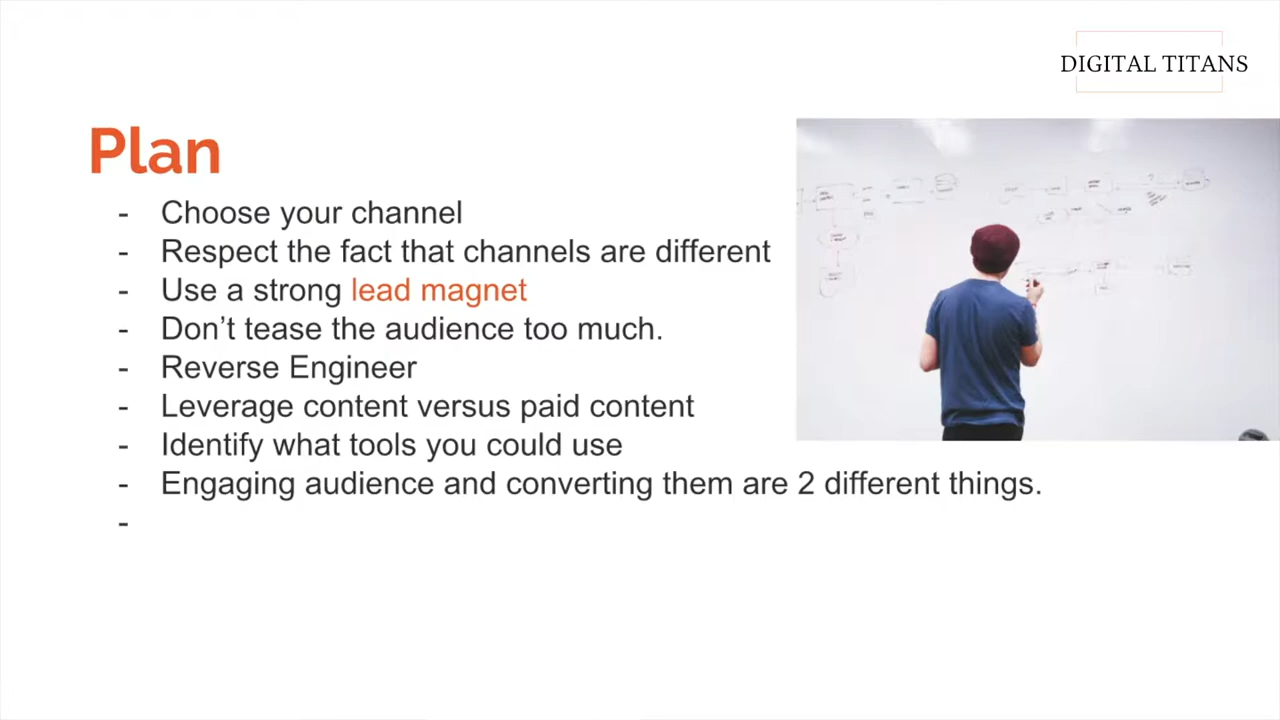 DIGITAL TITANS
Plan
- Choose your channel
- Respect the fact that channels are different
- Use a strong lead magnet
- Don’t tease the audience too much.
- Reverse Engineer
- Leverage content versus paid content
- Identify what tools you could use
- Engaging audience and converting them are 2 different things.
-